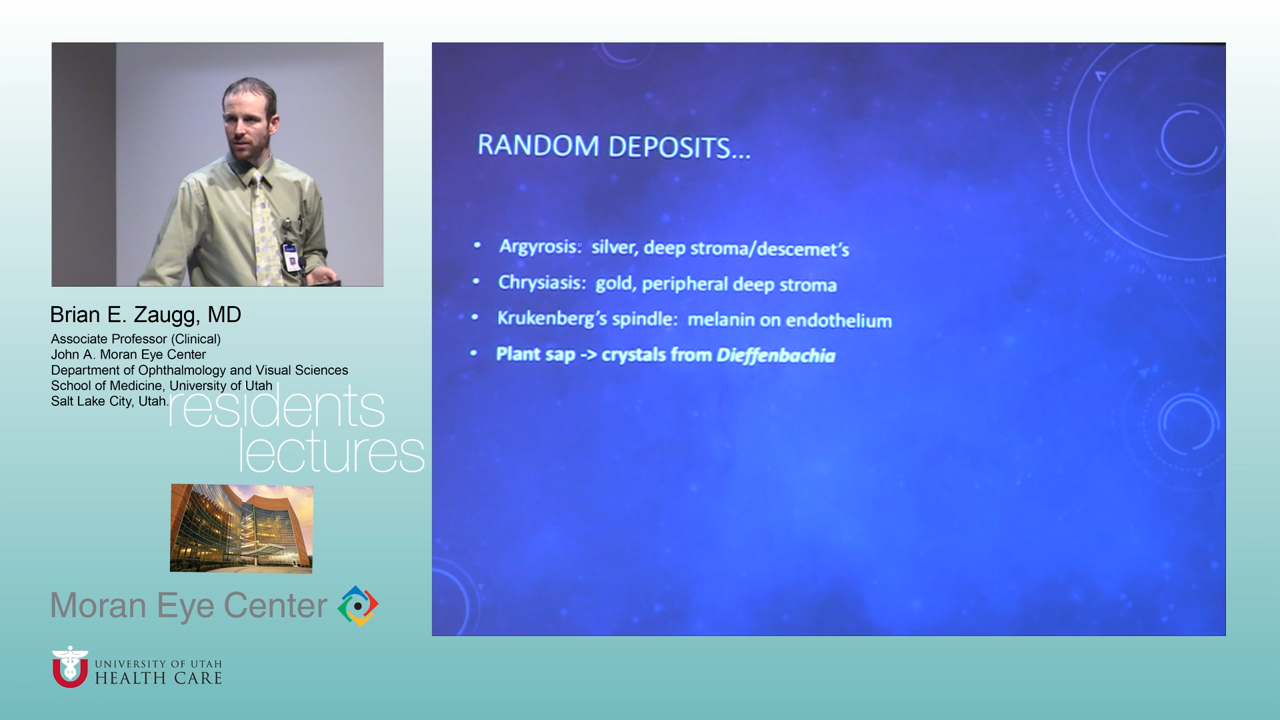 RANDOM DEPOSITS...
• Argyrosis: silver, deep stroma/descemet's
• Chrysiasis: gold, peripheral deep stroma
• Krukenberg's spindle: melanin on endothelium
• Plant sap -> crystals from Dieffenbachia
Brian E. Zaugg, MD
Associate Professor (Clinical)
John A. Moran Eye Center
Department of Ophthalmology and Visual Sciences
School of Medicine, University of Utah
Salt Lake City, Utah.
residents
lectures
Moran Eye Center
UNIVERSITY OF UTAH
HEALTH CARE